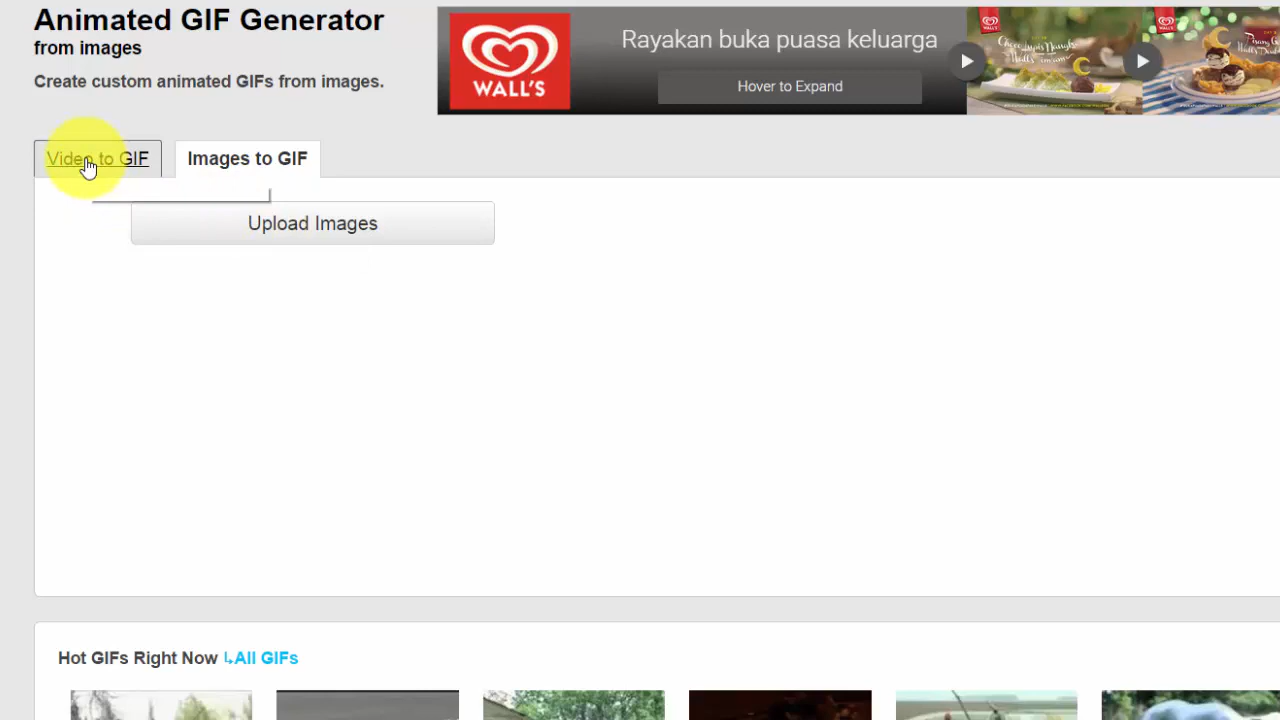 Animated GIF Generator
from images
Create custom animated GIFs from images.
WALL'S
Rayakan buka puasa keluarga
Hover to Expand
Video to GIF
Images to GIF
Upload Images
Hot GIFs Right Now ↳All GIFs